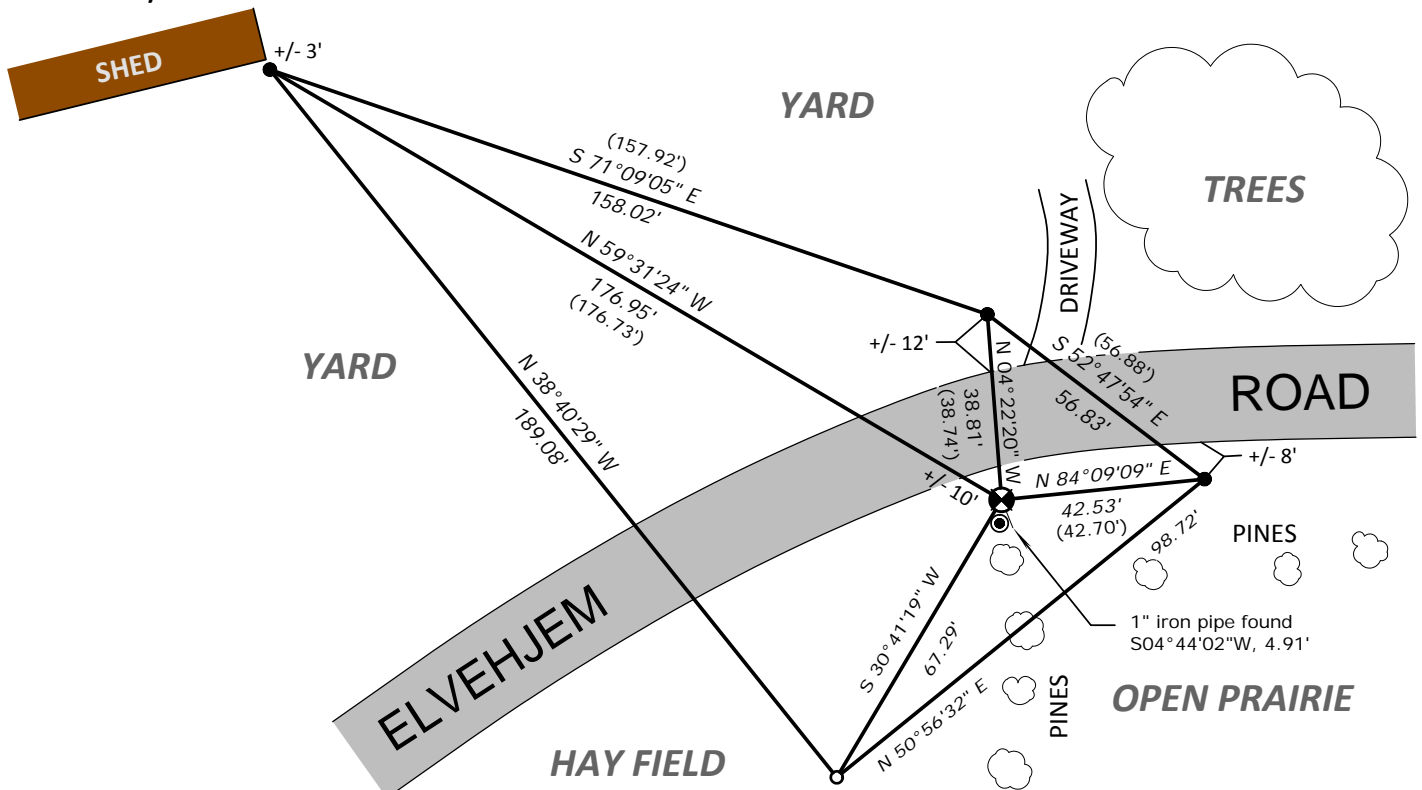 SHED
+/- 3'
YARD
TREES
(157.92')
S 71°09'05" E
158.02'
N 59°31'24" W
176.95'
(176.73')
DRIVEWAY
+/- 12'
YARD
N 38°40'29" W
189.08'
N 04°22'20" W
38.81'
(38.74')
(56.88')
S 52°47'54" E
56.83'
ROAD
+/- 8'
+/- 10'
N 84°09'09" E
42.53'
(42.70')
98.72'
PINES
S 30°41'19" W
67.29'
1" iron pipe found
S04°44'02"W, 4.91'
ELVEHJEM
N 50°56'32" E
PINES
OPEN PRAIRIE
HAY FIELD